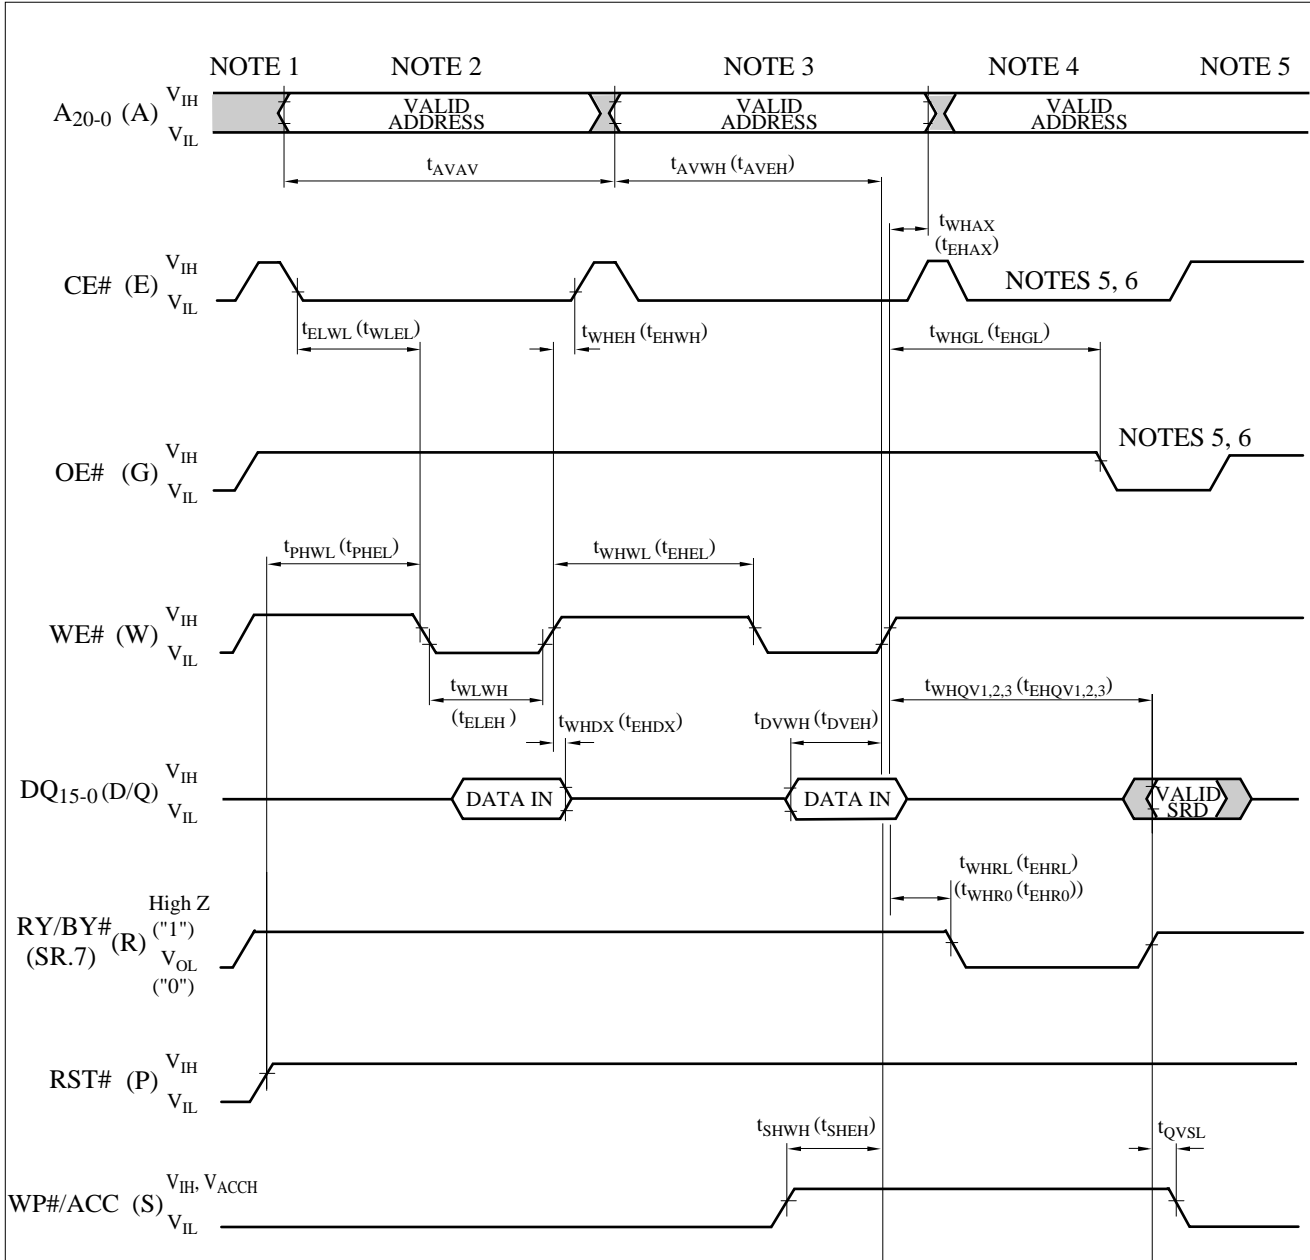 NOTE 1 NOTE 2 NOTE 3 NOTE 4 NOTE 5
A20-0 (A) VIH VIL
VALID ADDRESS VALID ADDRESS VALID ADDRESS
tAVAV tAVWH (tAVEH)
tWHAX
(tEHAX)
CE# (E) VIH VIL
NOTES 5, 6
tELWL (tWLEL) tWHEH (tEHWH) tWHGL (tEHGL)
OE# (G) VIH VIL
NOTES 5, 6
tPHWL (tPHEL) tWHWL (tEHEL)
WE# (W) VIH VIL
tWLWH
(tELEH )
tWHDX (tEHDX) tDVWH (tDVEH) tWHQV1,2,3 (tEHQV1,2,3)
DQ15-0 (D/Q) VIH VIL
DATA IN DATA IN VALID SRD
tWHRL (tEHRL)
(tWHR0 (tEHR0))
RY/BY# (SR.7) (R) High Z ("1") VOL ("0")
RST# (P) VIH VIL
tSHWH (tSHEH) tQVSL
WP#/ACC (S) VIH, VACCH VIL